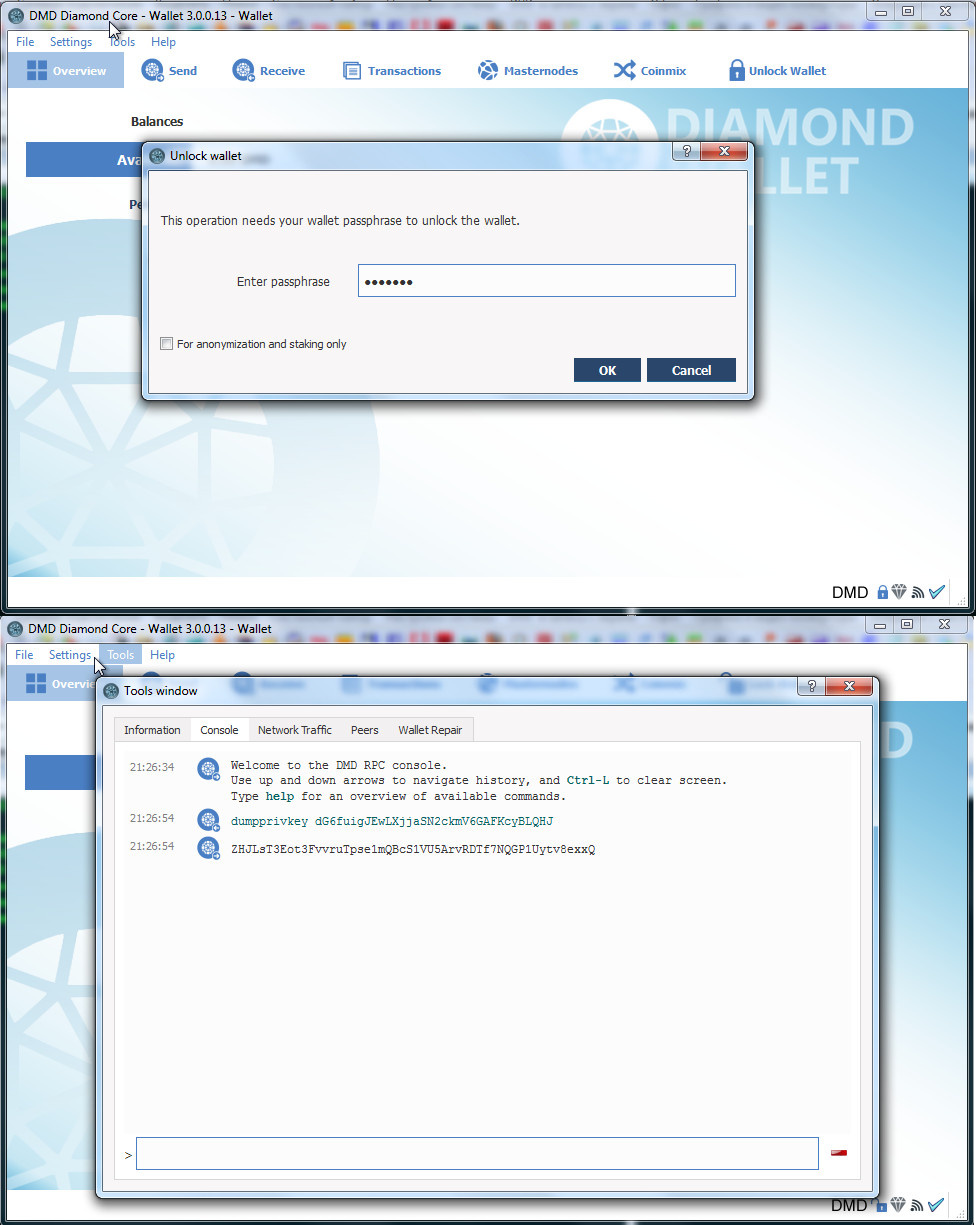 DMD Diamond Core - Wallet 3.0.0.13 - Wallet
File Settings Tools Help
Overview Send Receive Transactions Masternodes Coinmix Unlock Wallet
Balances
DIAMOND
Unlock wallet
This operation needs your wallet passphrase to unlock the wallet.
Enter passphrase
For anonymization and staking only
OK Cancel
DMD
DMD Diamond Core - Wallet 3.0.0.13 - Wallet
File Settings Tools Help
Tools window
Information Console Network Traffic Peers Wallet Repair
21:26:34 Welcome to the DMD RPC console.
Use up and down arrows to navigate history, and Ctrl-L to clear screen.
Type help for an overview of available commands.
21:26:54 dumpprivkey dG6fuigJEwLXjjaSN2ckmV6GAFKcyBLQHJ
21:26:54 ZHJLsT3Eot3FvvruTpse1mQBcS1VU5ArvRDTf7NQGP1Uytv8exxQ
>
DMD